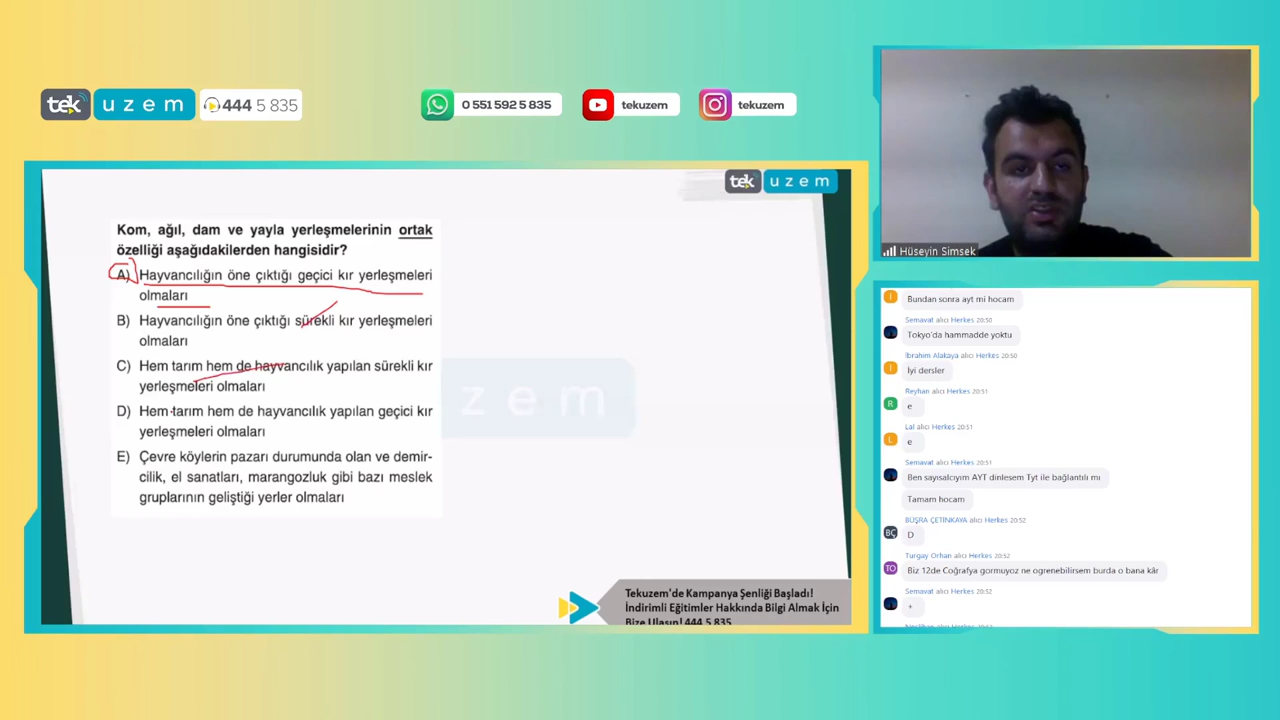 tek uzem 444 5 835
0 551 592 5 835
tekuzem
tekuzem
tek uzem
Kom, ağıl, dam ve yayla yerleşmelerinin ortak
özelliği aşağıdakilerden hangisidir?
A) Hayvancılığın öne çıktığı geçici kır yerleşmeleri
olmaları
B) Hayvancılığın öne çıktığı sürekli kır yerleşmeleri
olmaları
C) Hem tarım hem de hayvancılık yapılan sürekli kır
yerleşmeleri olmaları
D) Hem tarım hem de hayvancılık yapılan geçici kır
yerleşmeleri olmaları
E) Çevre köylerin pazarı durumunda olan ve demir-
cilik, el sanatları, marangozluk gibi bazı meslek
gruplarının geliştiği yerler olmaları
zem
Tekuzem'de Kampanya Şenliği Başladı!
İndirimli Eğitimler Hakkında Bilgi Almak İçin
Bize Ulaşın! 444 5 835
Hüseyin Simsek
İ
Bundan sonra ayt mi hocam
Semavat alıcı Herkes 20:50
Tokyo'da hammadde yoktu
İbrahim Alakaya alıcı Herkes 20:50
İ
İyi dersler
Reyhan alıcı Herkes 20:51
R
e
Lal alıcı Herkes 20:51
L
e
Semavat alıcı Herkes 20:51
Ben sayısalcıyım AYT dinlesem Tyt ile bağlantılı mı
Tamam hocam
BÜŞRA ÇETİNKAYA alıcı Herkes 20:52
BÇ
D
Turgay Orhan alıcı Herkes 20:52
TO
Biz 12de Coğrafya gormuyoz ne ogrenebilirsem burda o bana kâr
Semavat alıcı Herkes 20:52
+